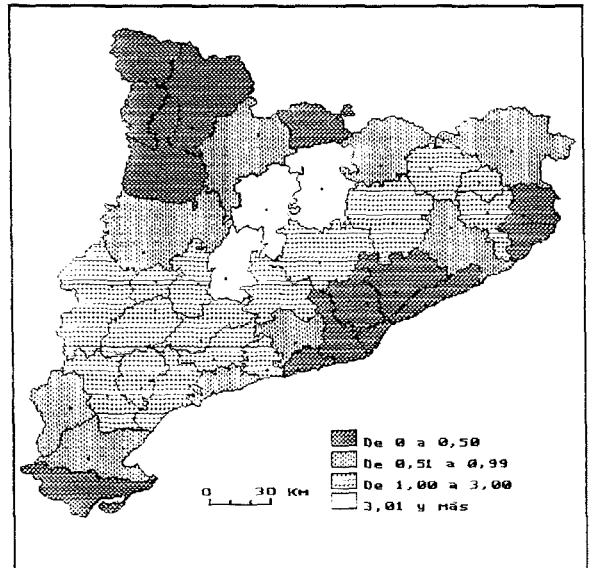 De 0 a 0,50
De 0,51 a 0,99
De 1,00 a 3,00
3,01 y más
0 30 Km